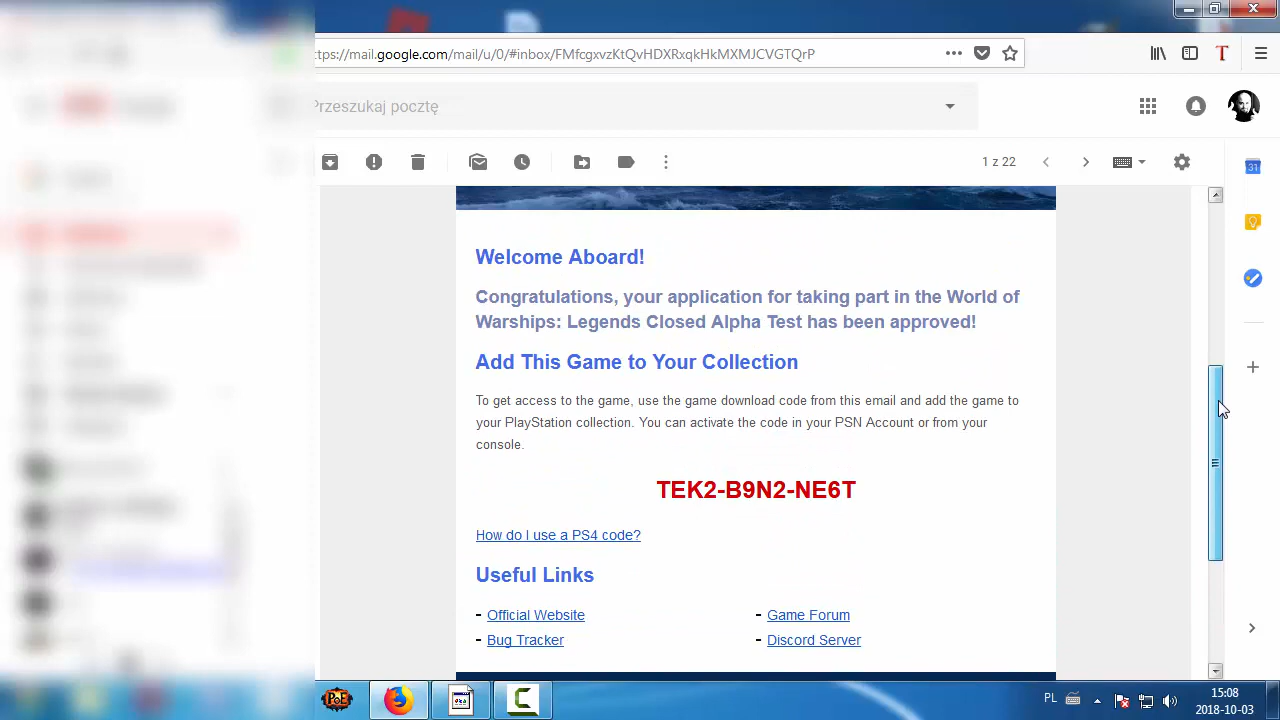 ttps://mail.google.com/mail/u/0/#inbox/FMfcgxvzKtQvHDXRxqkHkMXMJCVGTQrP
Przeszukaj pocztę
1 z 22
31
Welcome Aboard!
Congratulations, your application for taking part in the World of
Warships: Legends Closed Alpha Test has been approved!
Add This Game to Your Collection
To get access to the game, use the game download code from this email and add the game to
your PlayStation collection. You can activate the code in your PSN Account or from your
console.
TEK2-B9N2-NE6T
How do I use a PS4 code?
Useful Links
- Official Website
- Game Forum
- Bug Tracker
- Discord Server
PoE
PL
15:08
2018-10-03